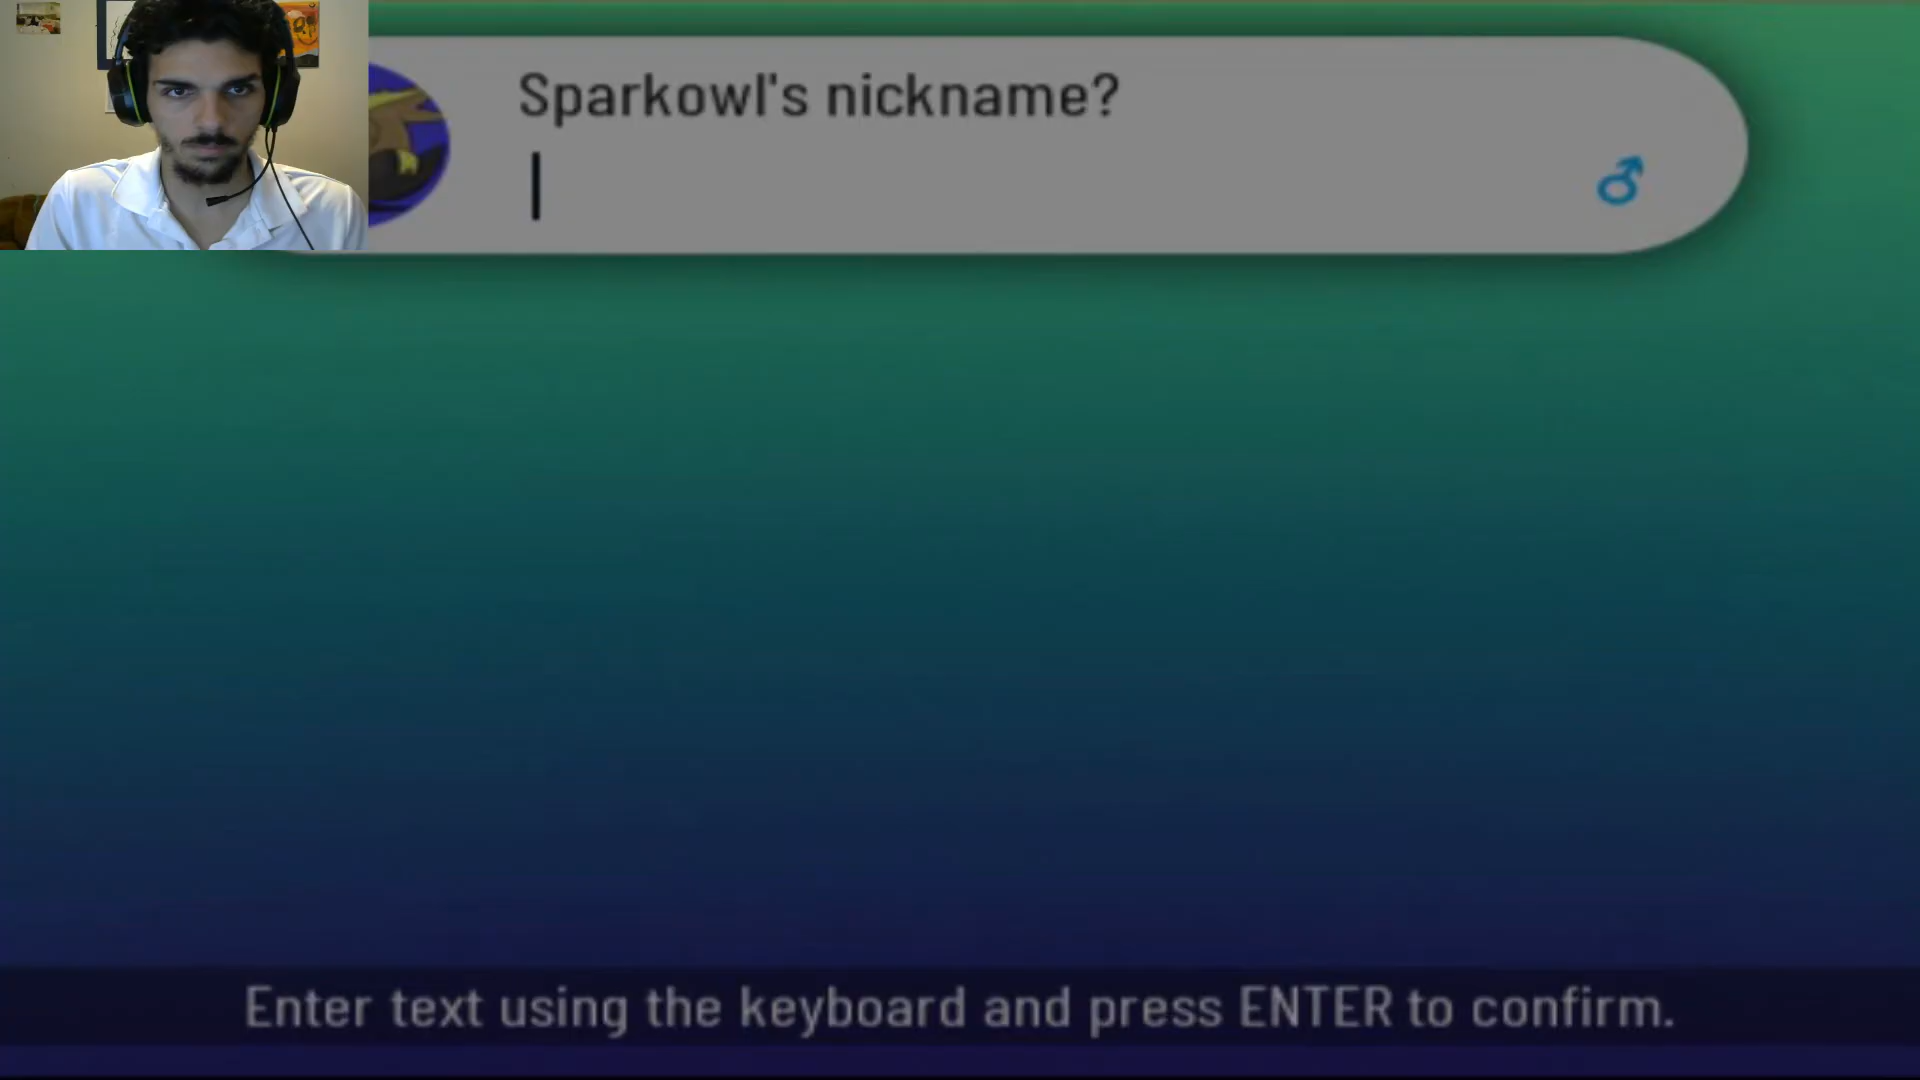 Sparkowl's nickname?
Enter text using the keyboard and press ENTER to confirm.